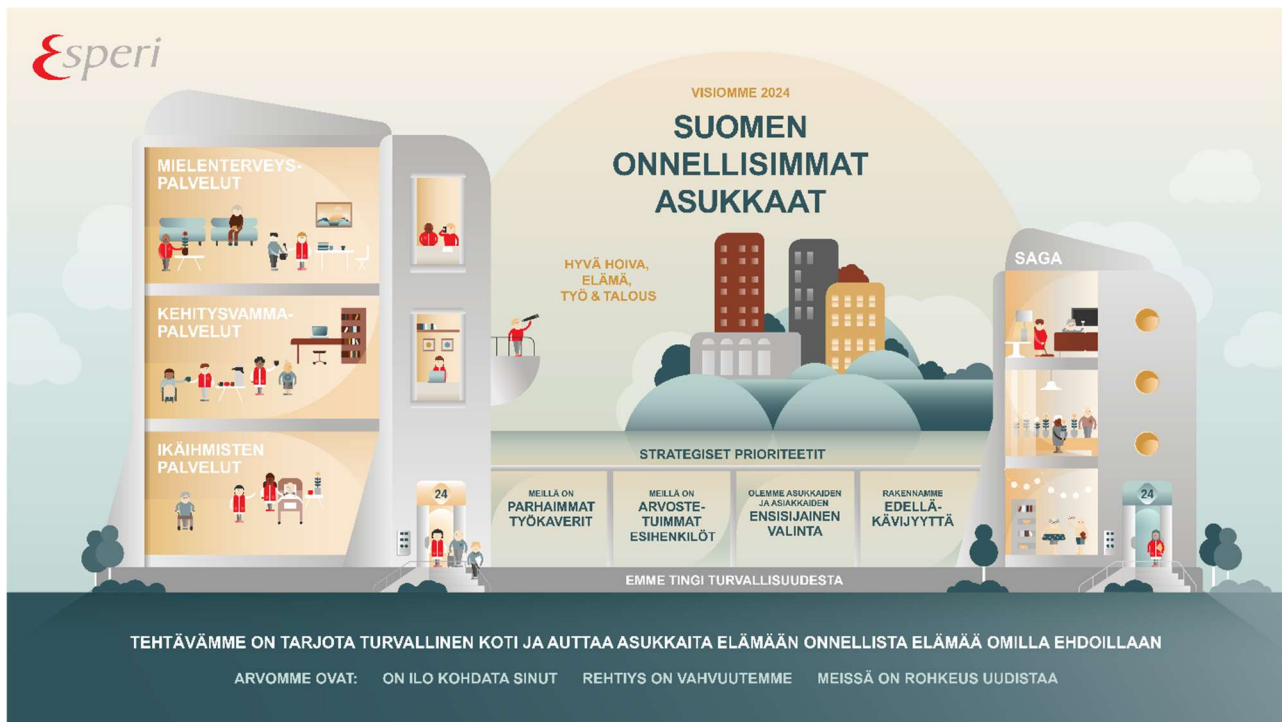 Esperi
VISIOMME 2024
SUOMEN
ONNELLISIMMAT
ASUKKAAT
HYVÄ HOIVA,
ELÄMÄ,
TYÖ & TALOUS
MIELENTERVEYS-
PALVELUT
KEHITYSVAMMA-
PALVELUT
IKÄIHMISTEN
PALVELUT
24
SAGA
24
STRATEGISET PRIORITEETIT
MEILLÄ ON
PARHAIMMAT
TYÖKAVERIT
MEILLÄ ON
ARVOSTE-
TUIMMAT
ESIHENKILÖT
OLEMME ASUKKAIDEN
JA ASIAKKAIDEN
ENSISIJAINEN
VALINTA
RAKENNAMME
EDELLÄ-
KÄVIJYYTTÄ
EMME TINGI TURVALLISUUDESTA
TEHTÄVÄMME ON TARJOTA TURVALLINEN KOTI JA AUTTAA ASUKKAITA ELÄMÄÄN ONNELLISTA ELÄMÄÄ OMILLA EHDOILLAAN
ARVOMME OVAT: ON ILO KOHDATA SINUT REHTIYS ON VAHVUUTEMME MEISSÄ ON ROHKEUS UUDISTAA